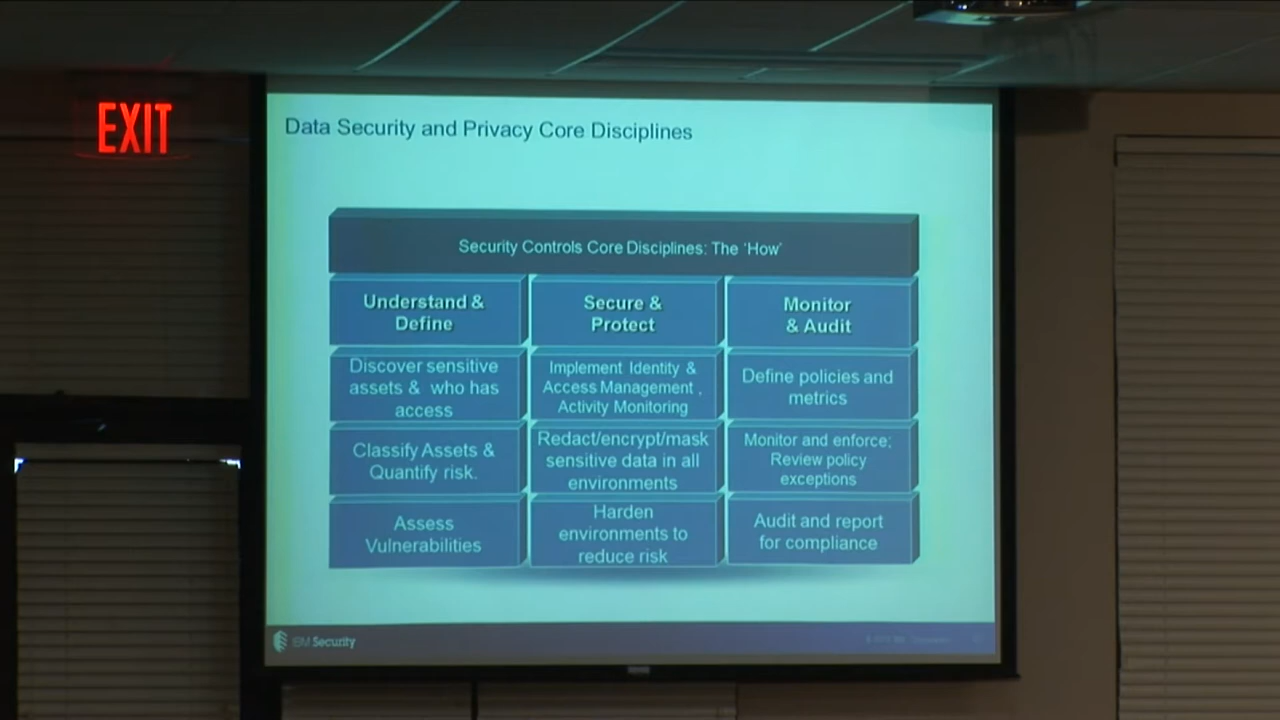 EXIT
Data Security and Privacy Core Disciplines
Security Controls Core Disciplines: The 'How'
Understand &
Define
Secure &
Protect
Monitor
& Audit
Discover sensitive
assets & who has
access
Implement Identity &
Access Management ,
Activity Monitoring
Define policies and
metrics
Classify Assets &
Quantify risk.
Redact/encrypt/mask
sensitive data in all
environments
Monitor and enforce;
Review policy
exceptions
Assess
Vulnerabilities
Harden
environments to
reduce risk
Audit and report
for compliance
IBM Security